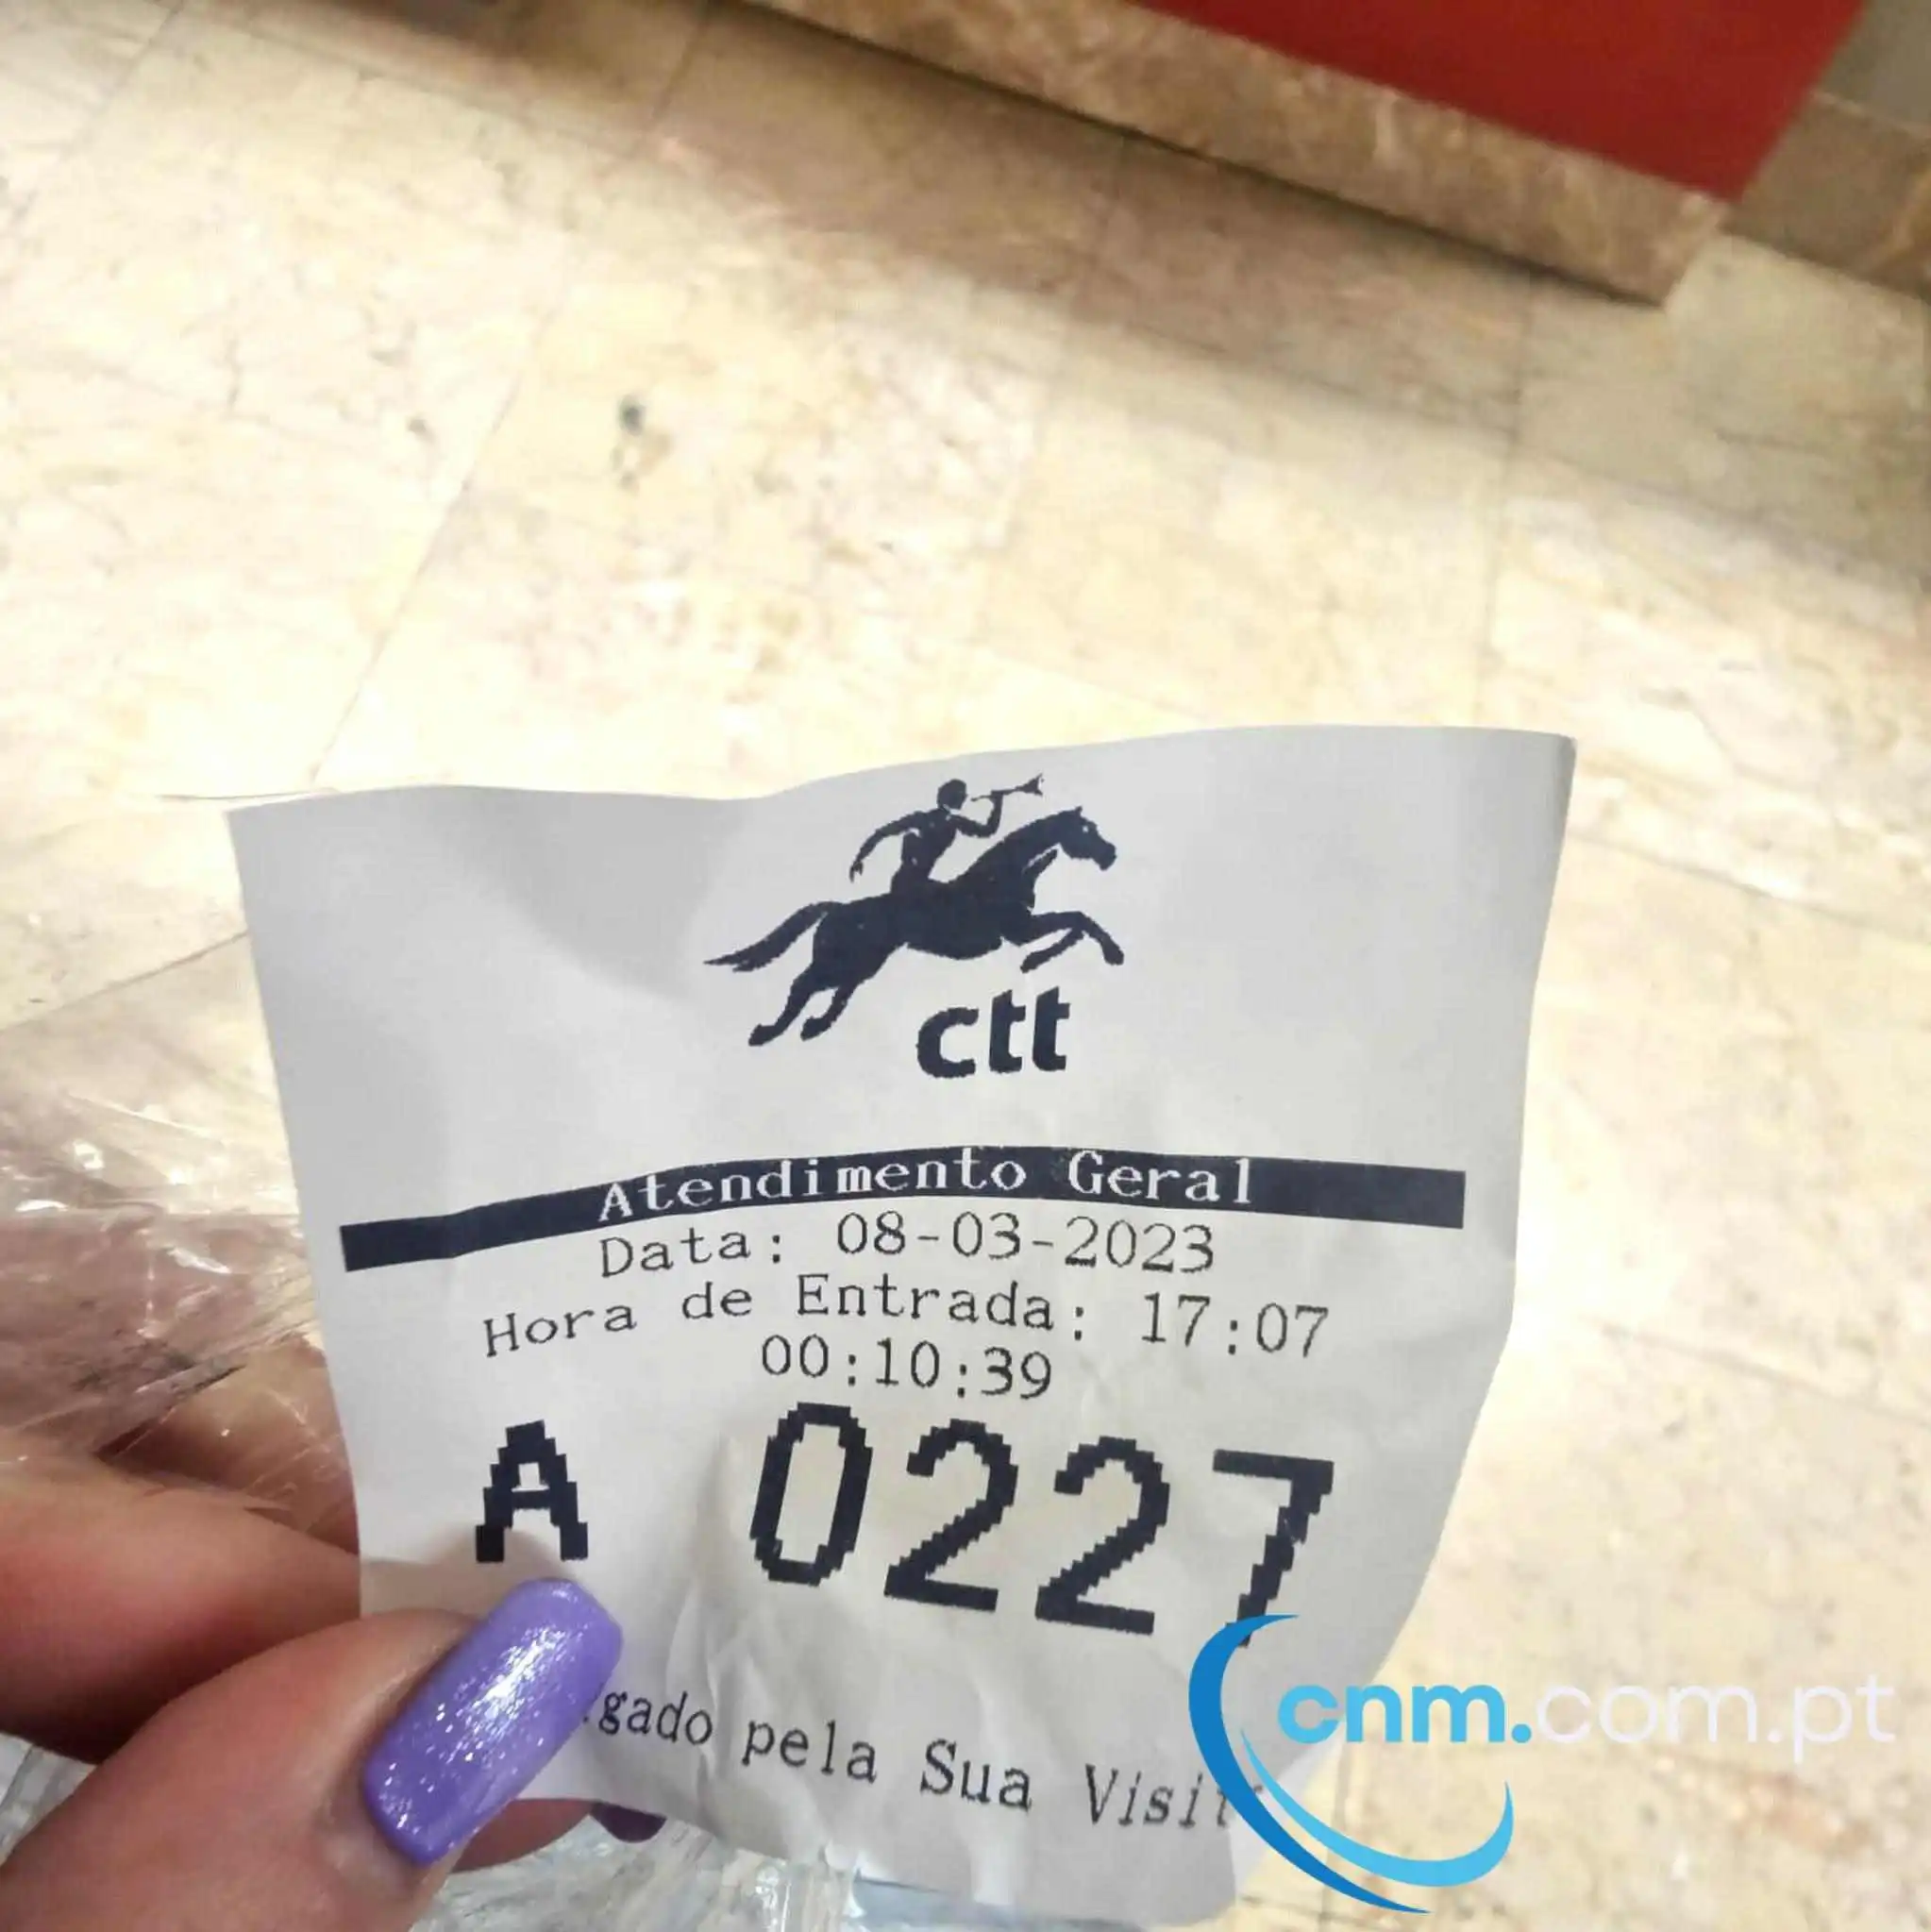 ctt
Atendimento Geral
Data: 08-03-2023
Hora de Entrada: 17:07
00:10:39
A 0227
pela Sua
cnm.com.pt